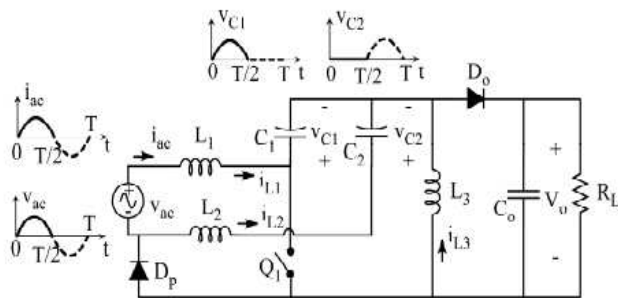 v_C1
v_C2
0 T/2 T t
0 T/2 T t
D_o
i_ac
T
0 T/2 t
i_ac
L_1
i_L1
C_1
-
v_C1
+
C_2
-
v_C2
+
L_3
i_L3
C_o
+
V_o
-
R_L
v_ac
T
0 T/2 t
+
-
v_ac
L_2
i_L2
D_p
Q_1